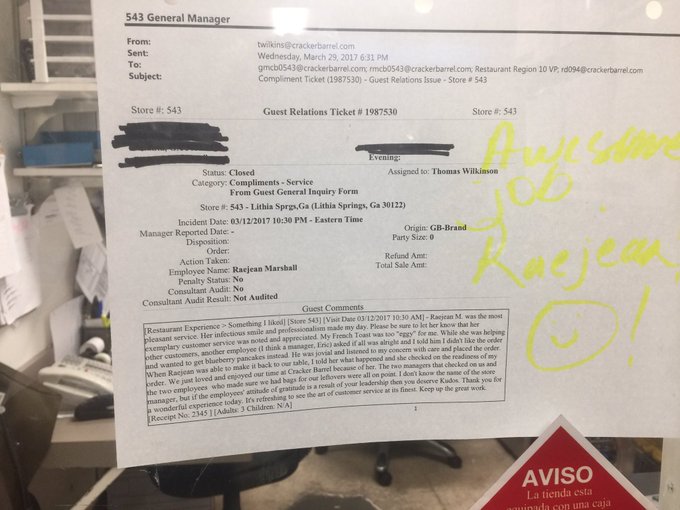 543 General Manager
From: twilkins@crackerbarrel.com
Sent: Wednesday, March 29, 2017 6:31 PM
To: gmcb0543@crackerbarrel.com; rmcb0543@crackerbarrel.com; Restaurant Region 10 VP; rd094@crackerbarrel.com
Subject: Compliment Ticket (1987530) - Guest Relations Issue - Store # 543
Store #: 543 Guest Relations Ticket # 1987530 Store #: 543
Evening:
Status: Closed Assigned to: Thomas Wilkinson
Category: Compliments - Service
From Guest General Inquiry Form
Store #: 543 - Lithia Sprgs,Ga (Lithia Springs, Ga 30122)
Incident Date: 03/12/2017 10:30 PM - Eastern Time Origin: GB-Brand
Manager Reported Date: - Party Size: 0
Disposition:
Order: Refund Amt:
Action Taken: Total Sale Amt:
Employee Name: Raejean Marshall
Penalty Status: No
Consultant Audit: No
Consultant Audit Result: Not Audited
Guest Comments
[Restaurant Experience > Something I liked] [Store 543] [Visit Date 03/12/2017 10:30 AM] - Raejean M. was the most
pleasant service. Her infectious smile and professionalism made my day. Please be sure to let her know that her
exemplary customer service was noted and appreciated. My French Toast was too "eggy" for me. While she was helping
other customers, another employee (I think a manager, Eric) asked if all was alright and I told him I didn't like the order
and wanted to get blueberry pancakes instead. He was jovial and listened to my concern with care and placed the order.
When Raejean was able to make it back to our table, I told her what happened and she checked on the readiness of my
order. We just loved and enjoyed our time at Cracker Barrel because of her. The two managers that checked on us and
the two employees who made sure we had bags for our leftovers were all on point. I don't know the name of the store
manager, but if the employees' attitude of gratitude is a result of your leadership then you deserve Kudos. Thank you for
a wonderful experience today. It's refreshing to see the art of customer service at its finest. Keep up the great work.
[Receipt No. 2345 ] [Adults: 3 Children: N/A]
1
Awesome
job
Raejean!
AVISO
La tienda esta
equipada con una caja